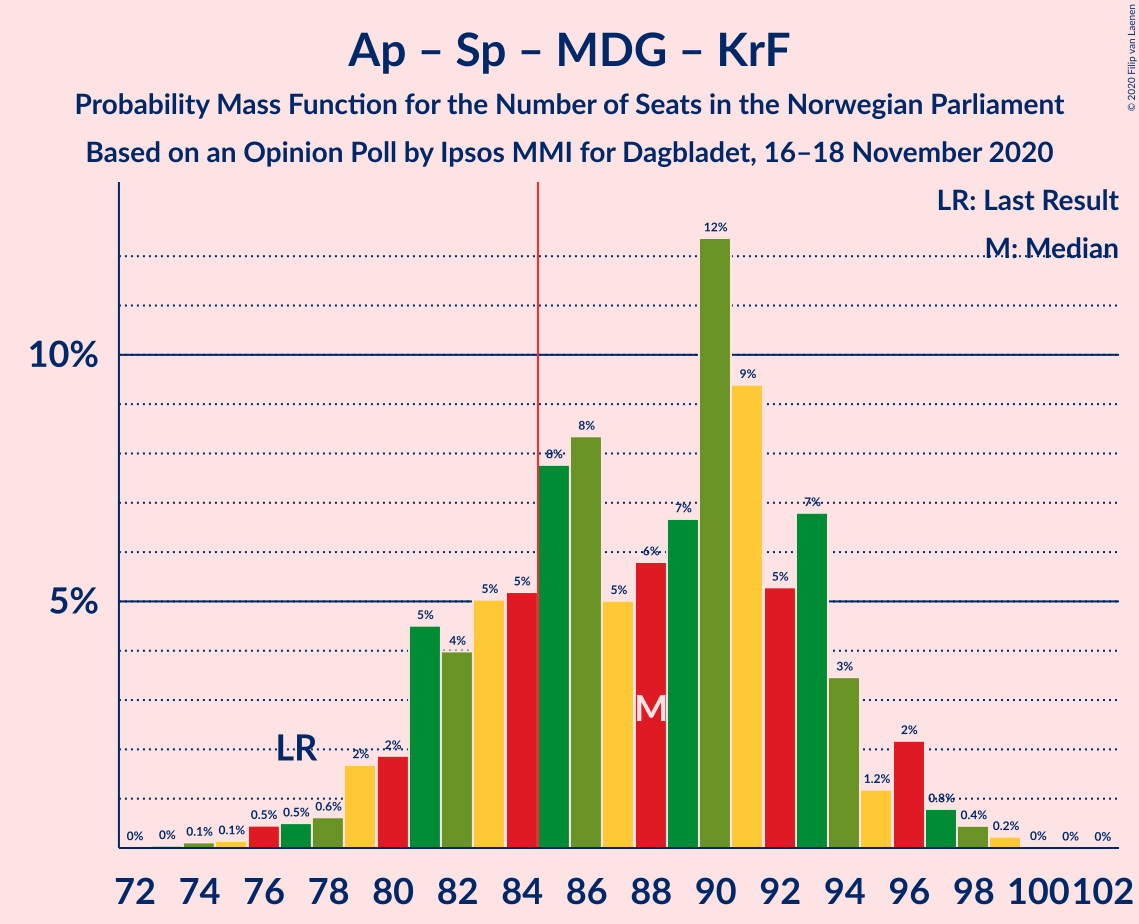 Ap – Sp – MDG – KrF
Probability Mass Function for the Number of Seats in the Norwegian Parliament
Based on an Opinion Poll by Ipsos MMI for Dagbladet, 16–18 November 2020
© 2020 Filip van Laenen
LR: Last Result
M: Median
10%
5%
0% 0% 0.1% 0.1% 0.5% 0.5% 0.6% 2% 2% 5% 4% 5% 5% 8% 8% 5% 6% 7% 12% 9% 5% 7% 3% 1.2% 2% 0.8% 0.4% 0.2% 0% 0% 0%
LR
M
72 74 76 78 80 82 84 86 88 90 92 94 96 98 100 102